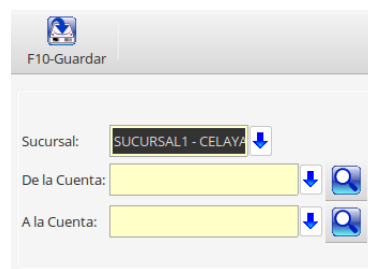 F10-Guardar
Sucursal: SUCURSAL1 - CELAYA
De la Cuenta:
A la Cuenta: